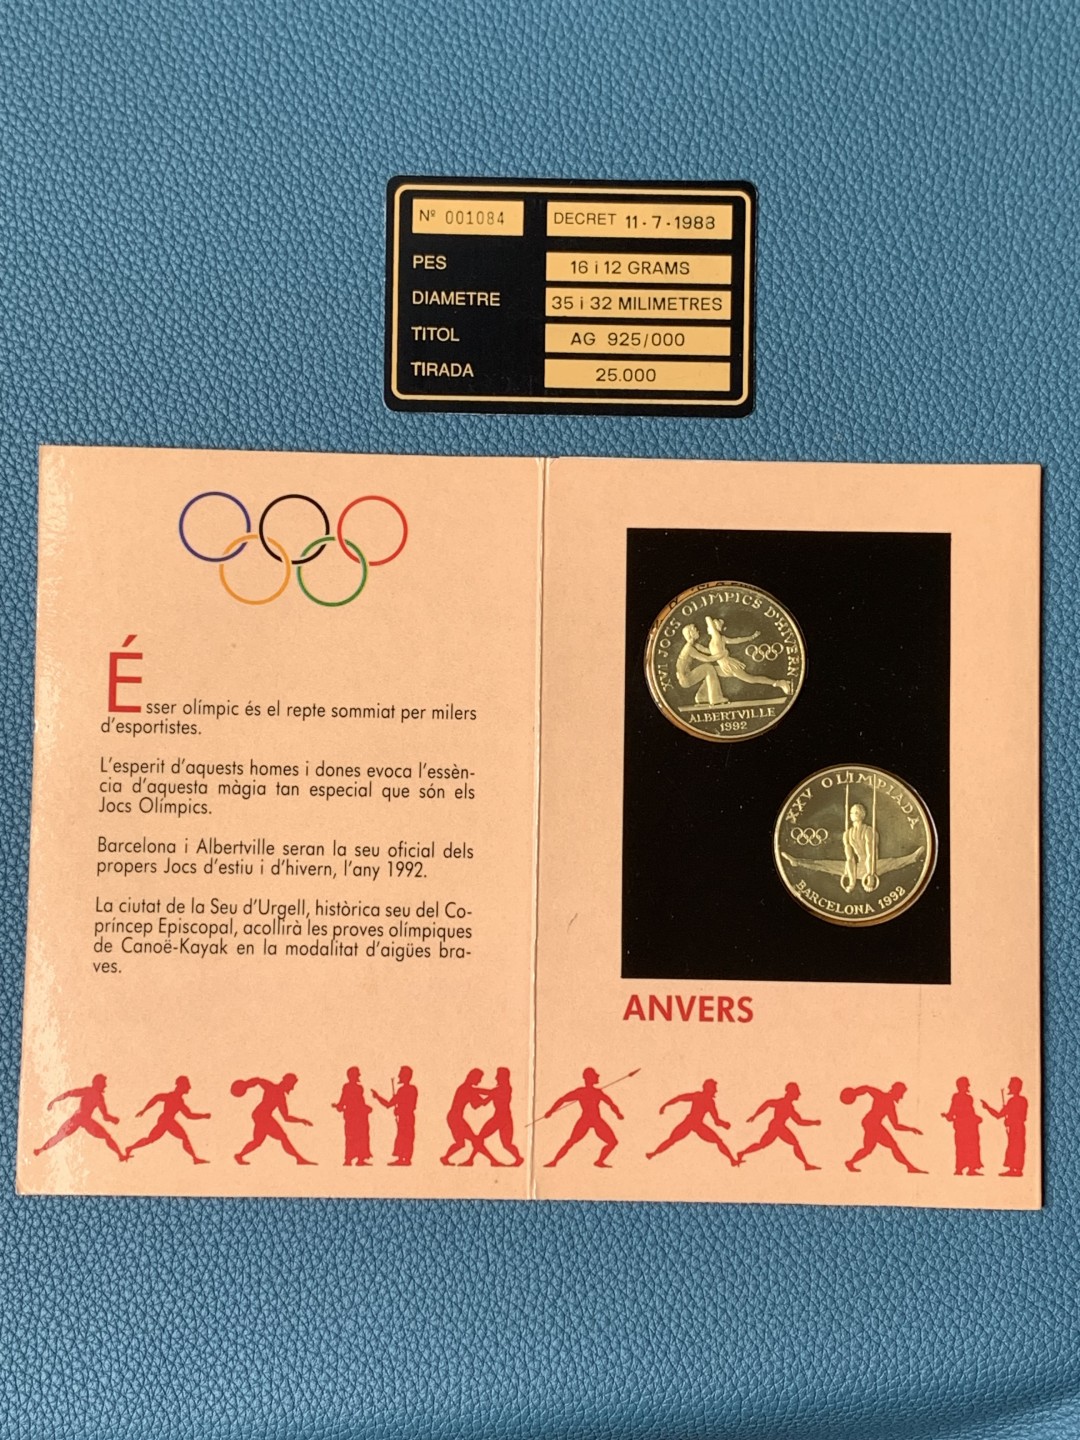 Nº 001084
DECRET 11-7-1988
PES
16 i 12 GRAMS
DIAMETRE
35 i 32 MILIMETRES
TITOL
AG 925/000
TIRADA
25.000
Ésser olímpic és el repte sommiat per milers
d'esportistes.
L'esperit d'aquests homes i dones evoca l'essèn-
cia d'aquesta màgia tan especial que són els
Jocs Olímpics.
Barcelona i Albertville seran la seu oficial dels
propers Jocs d'estiu i d'hivern, l'any 1992.
La ciutat de la Seu d'Urgell, històrica seu del Co-
príncep Episcopal, acollirà les proves olímpiques
de Canoë-Kayak en la modalitat d'aigües bra-
ves.
XVI JOCS OLIMPICS D'HIVERN
ALBERTVILLE
1992
XXV OLIMPIADA
BARCELONA 1992
ANVERS